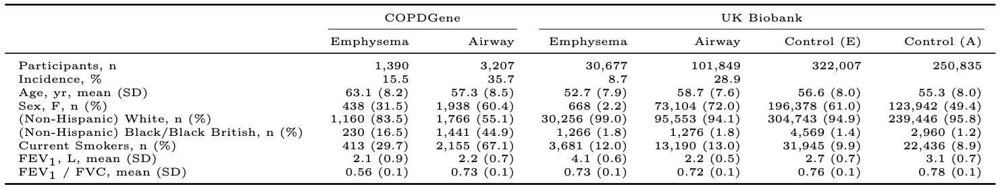 COPDGene UK Biobank
Emphysema Airway Emphysema Airway Control (E) Control (A)
Participants, n 1,390 3,207 30,677 101,849 322,007 250,835
Incidence, % 15.5 35.7 8.7 28.9
Age, yr, mean (SD) 63.1 (8.2) 57.3 (8.5) 52.7 (7.9) 58.7 (7.6) 56.6 (8.0) 55.3 (8.0)
Sex, F, n (%) 438 (31.5) 1,938 (60.4) 668 (2.2) 73,104 (72.0) 196,378 (61.0) 123,942 (49.4)
(Non-Hispanic) White, n (%) 1,160 (83.5) 1,766 (55.1) 30,256 (99.0) 95,553 (94.1) 304,743 (94.9) 239,446 (95.8)
(Non-Hispanic) Black/Black British, n (%) 230 (16.5) 1,441 (44.9) 1,266 (1.8) 1,276 (1.8) 4,569 (1.4) 2,960 (1.2)
Current Smokers, n (%) 413 (29.7) 2,155 (67.1) 3,681 (12.0) 13,190 (13.0) 31,945 (9.9) 22,436 (8.9)
FEV1, L, mean (SD) 2.1 (0.9) 2.2 (0.7) 4.1 (0.6) 2.2 (0.5) 2.7 (0.7) 3.1 (0.7)
FEV1 / FVC, mean (SD) 0.56 (0.1) 0.73 (0.1) 0.73 (0.1) 0.72 (0.1) 0.76 (0.1) 0.78 (0.1)